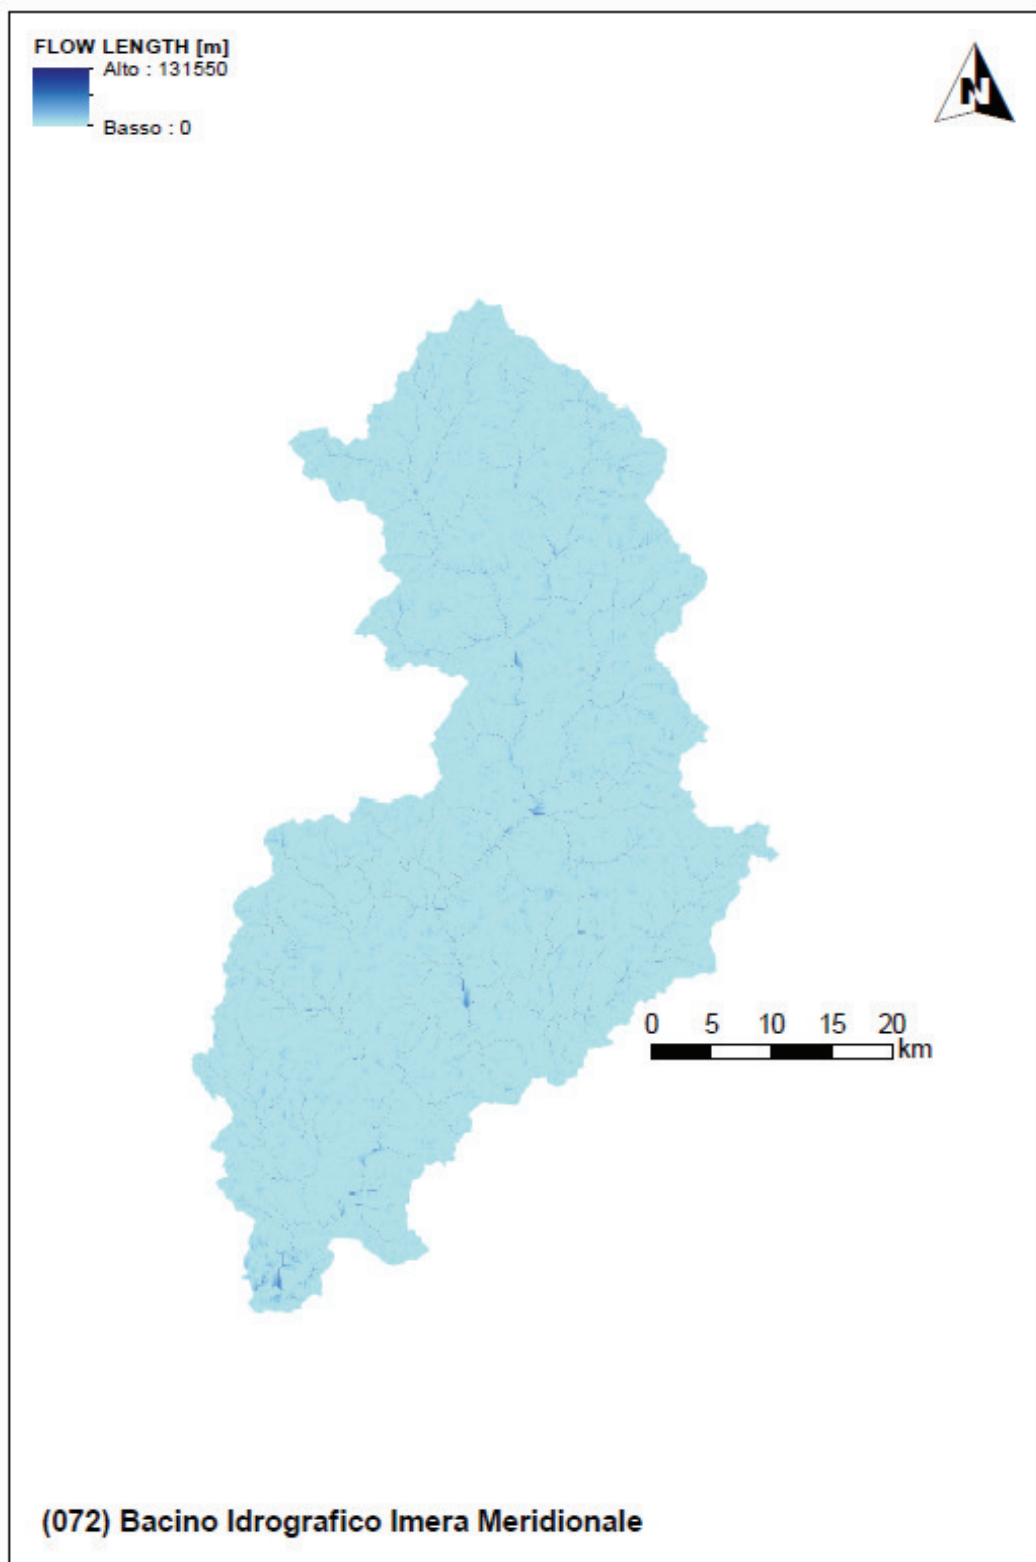 FLOW LENGTH [m]
Alto : 131550
Basso : 0
N
0 5 10 15 20
km
(072) Bacino Idrografico Imera Meridionale